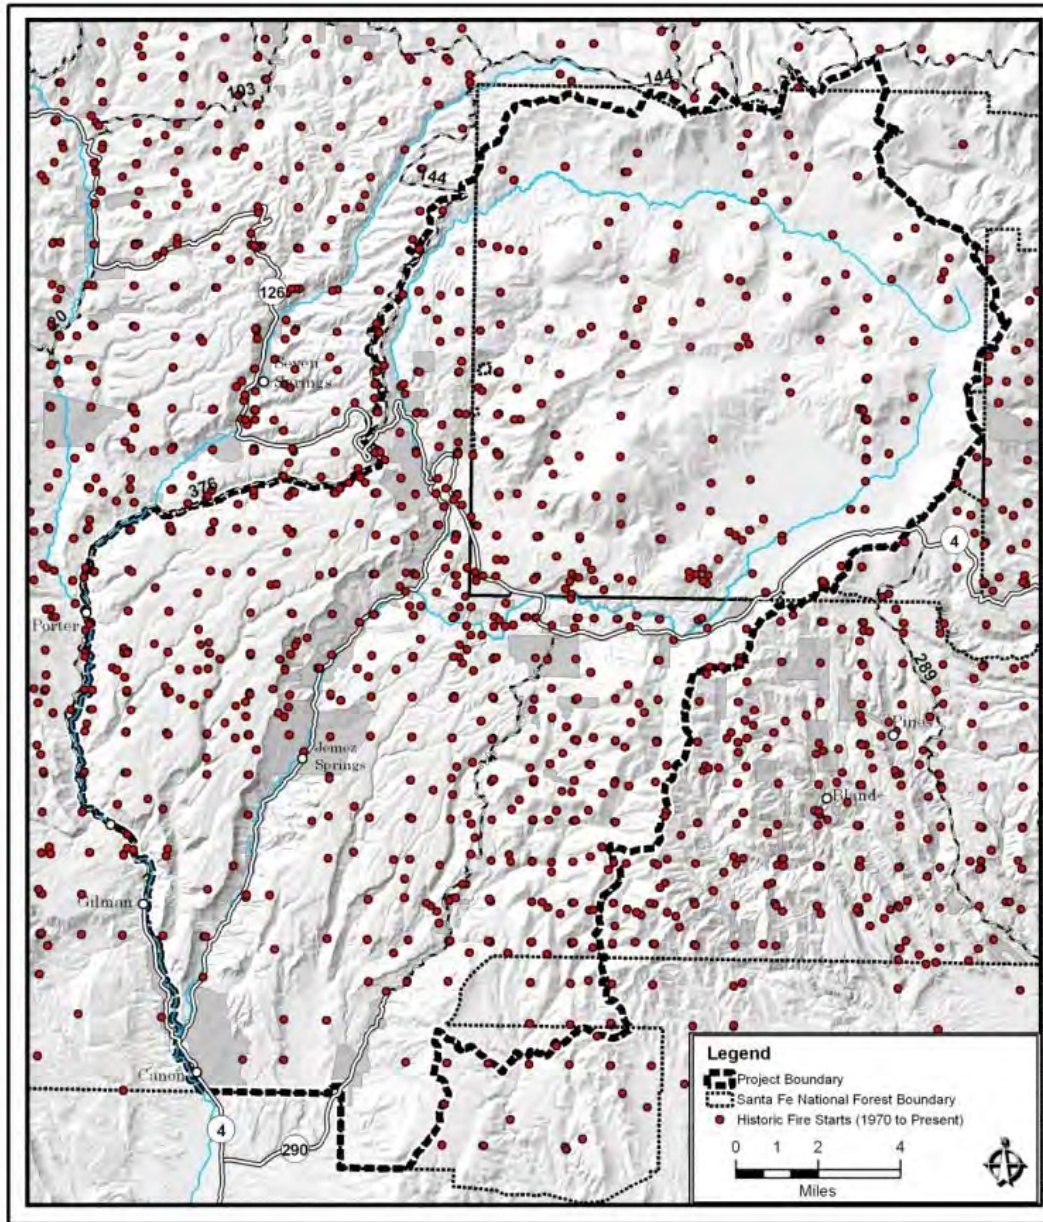 144
103
144
126
20
Seven
Springs
376
4
Porter
289
Pines
Jemez
Springs
Bland
Gilman
Canon
4
290
Legend
Project Boundary
Santa Fe National Forest Boundary
Historic Fire Starts (1970 to Present)
0 1 2 4
Miles